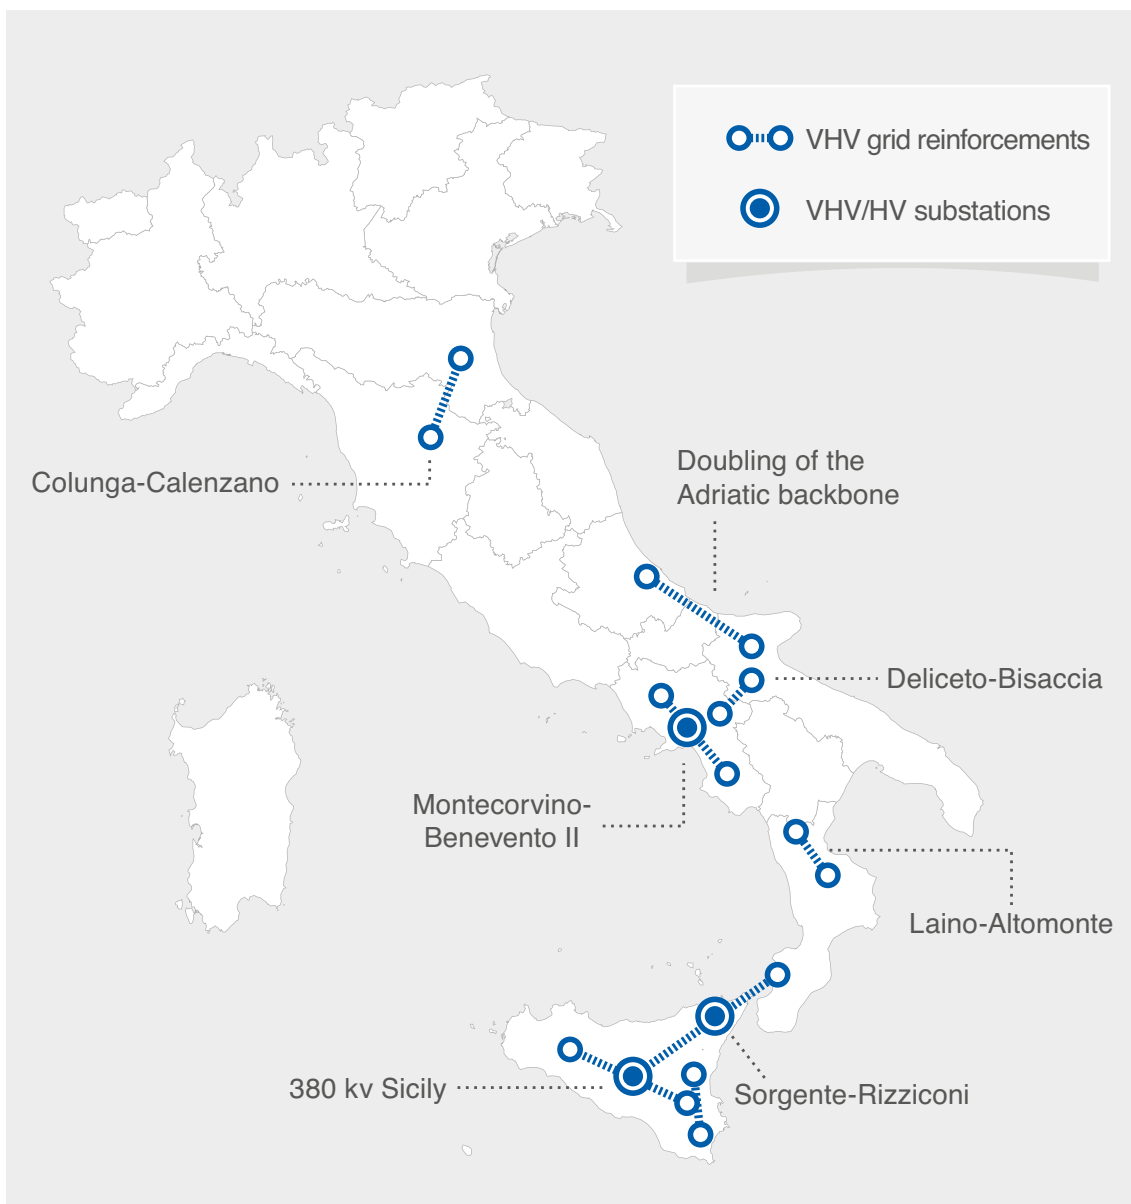 VHV grid reinforcements
VHV/HV substations
Colunga-Calenzano
Doubling of the
Adriatic backbone
Deliceto-Bisaccia
Montecorvino-
Benevento II
Laino-Altomonte
380 kv Sicily
Sorgente-Rizziconi